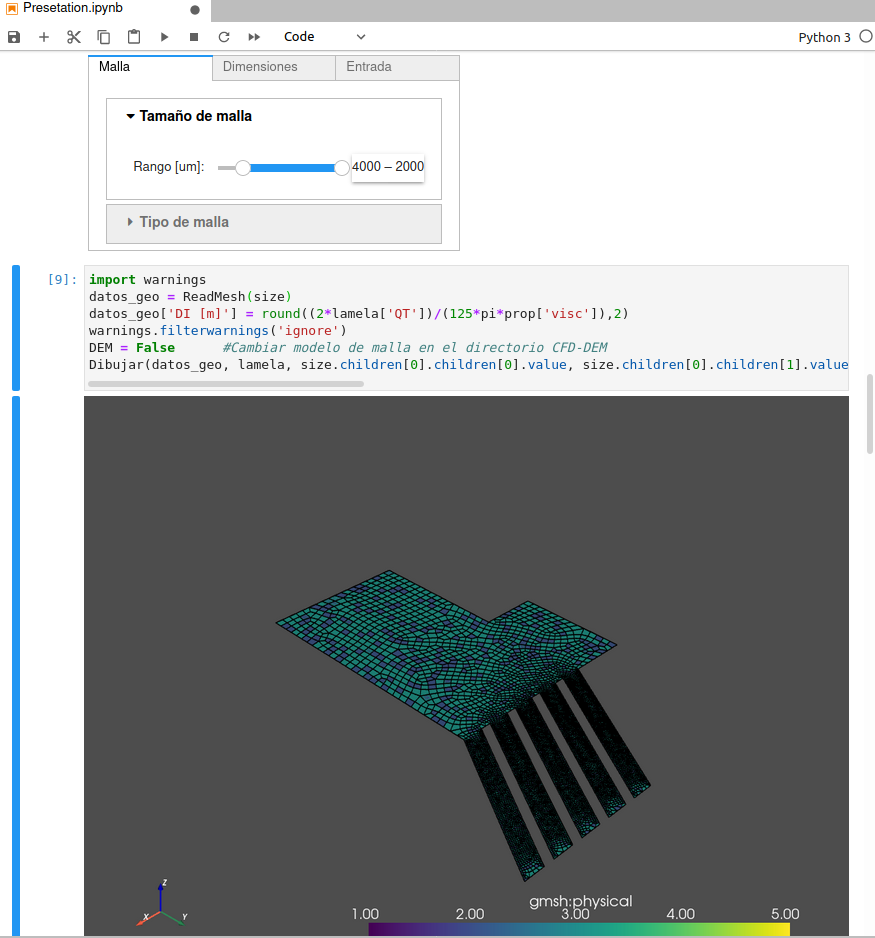 Presetation.ipynb
Code
Python 3
Malla
Dimensiones
Entrada
Tamaño de malla
Rango [um]:
4000 – 2000
Tipo de malla
[9]:
import warnings
datos_geo = ReadMesh(size)
datos_geo['DI [m]'] = round((2*lamela['QT'])/(125*pi*prop['visc']),2)
warnings.filterwarnings('ignore')
DEM = False      #Cambiar modelo de malla en el directorio CFD-DEM
Dibujar(datos_geo, lamela, size.children[0].children[0].value, size.children[0].children[1].value
Z
X
Y
gmsh:physical
1.00 2.00 3.00 4.00 5.00